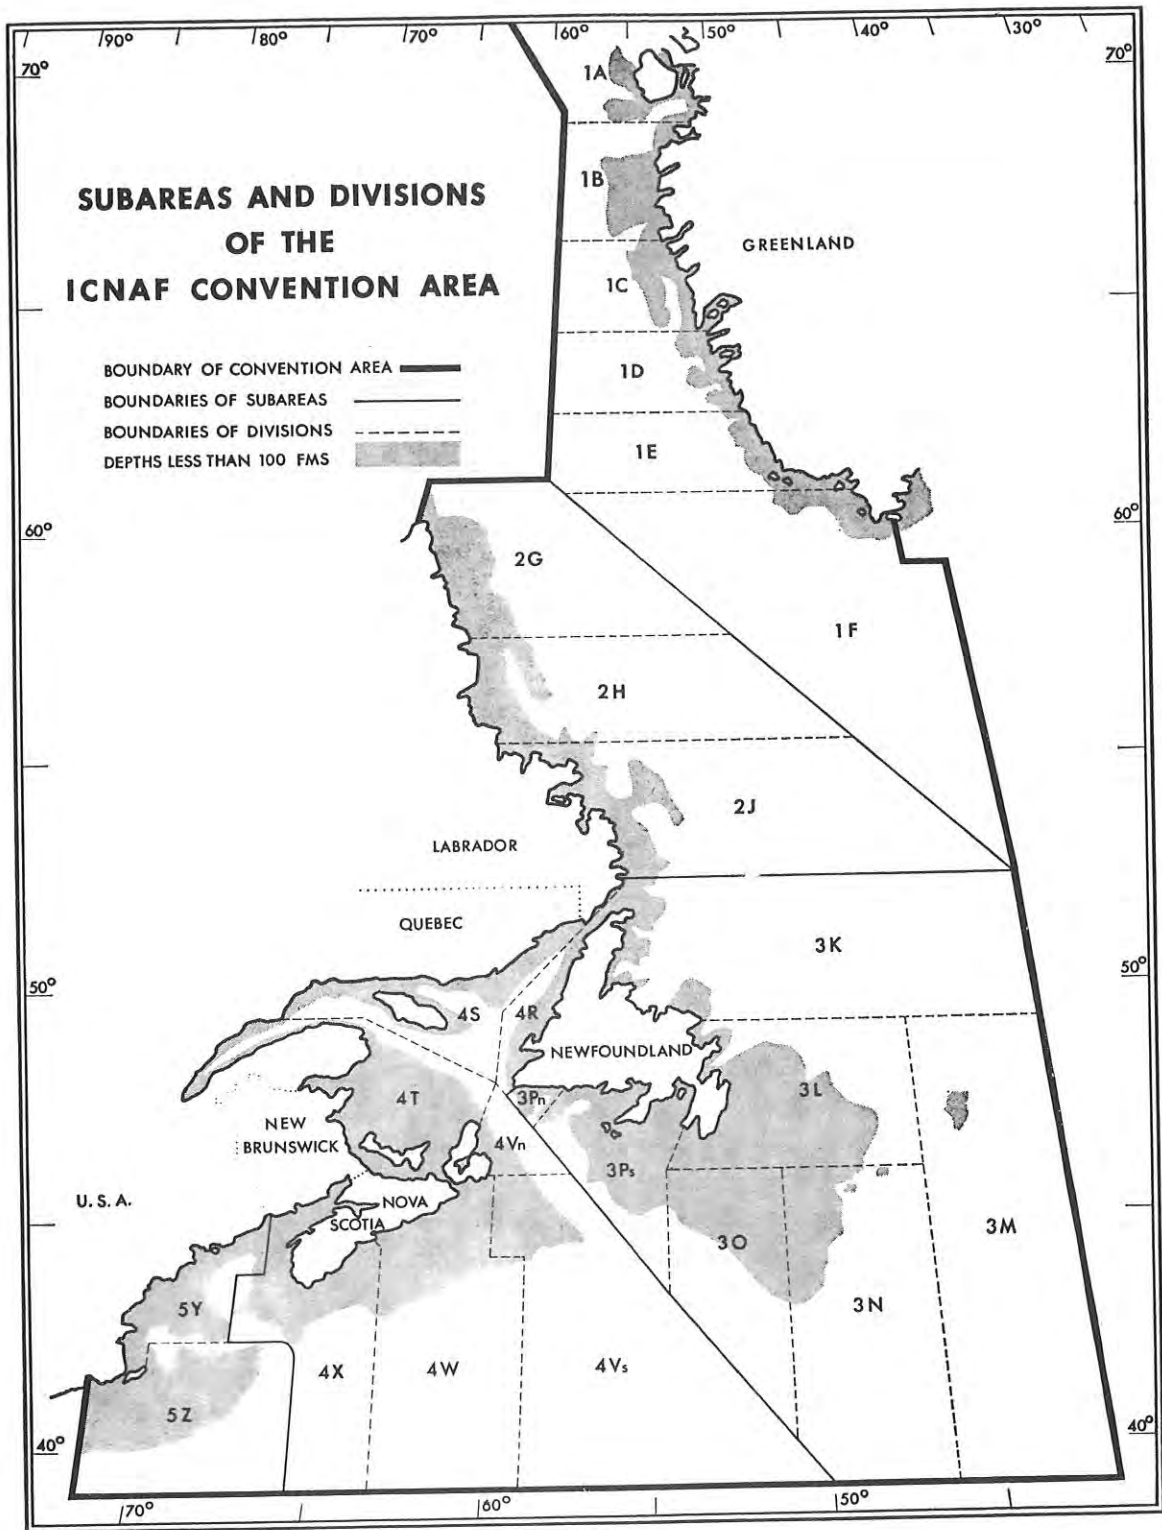 90° 80° 70° 60° 50° 40° 30°
70° 70°
1A
SUBAREAS AND DIVISIONS
OF THE
ICNAF CONVENTION AREA
1B
GREENLAND
1C
BOUNDARY OF CONVENTION AREA
BOUNDARIES OF SUBAREAS
BOUNDARIES OF DIVISIONS
DEPTHS LESS THAN 100 FMS
1D
1E
60° 60°
2G
1F
2H
2J
LABRADOR
QUEBEC
3K
50° 50°
4S 4R
NEWFOUNDLAND
3L
4T 3Pn
NEW
BRUNSWICK
4Vn
3Ps
U.S.A.
NOVA
SCOTIA
3O
3M
5Y
3N
4X 4W 4Vs
5Z
40° 40°
70° 60° 50°